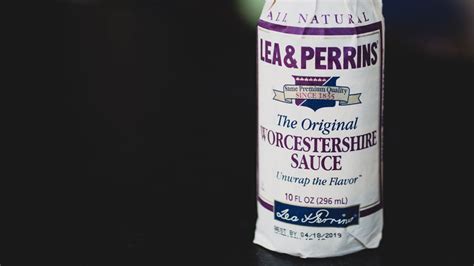 ALL NATURAL
LEA & PERRINS
Same Premium Quality
SINCE 1835
The Original
WORCESTERSHIRE
SAUCE
Unwrap the Flavor™
10 FL OZ (296 mL)
Lea & Perrins
BEST BY 04/18/2019